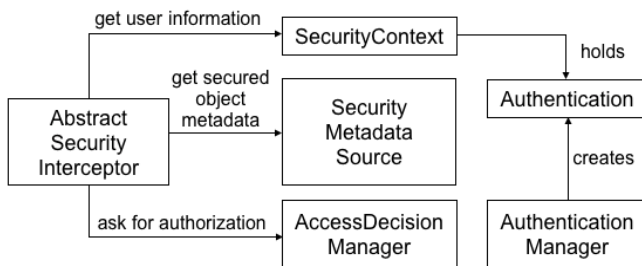 get user information
SecurityContext
holds
get secured
object
metadata
Abstract
Security
Interceptor
Security
Metadata
Source
Authentication
creates
ask for authorization
AccessDecision
Manager
Authentication
Manager